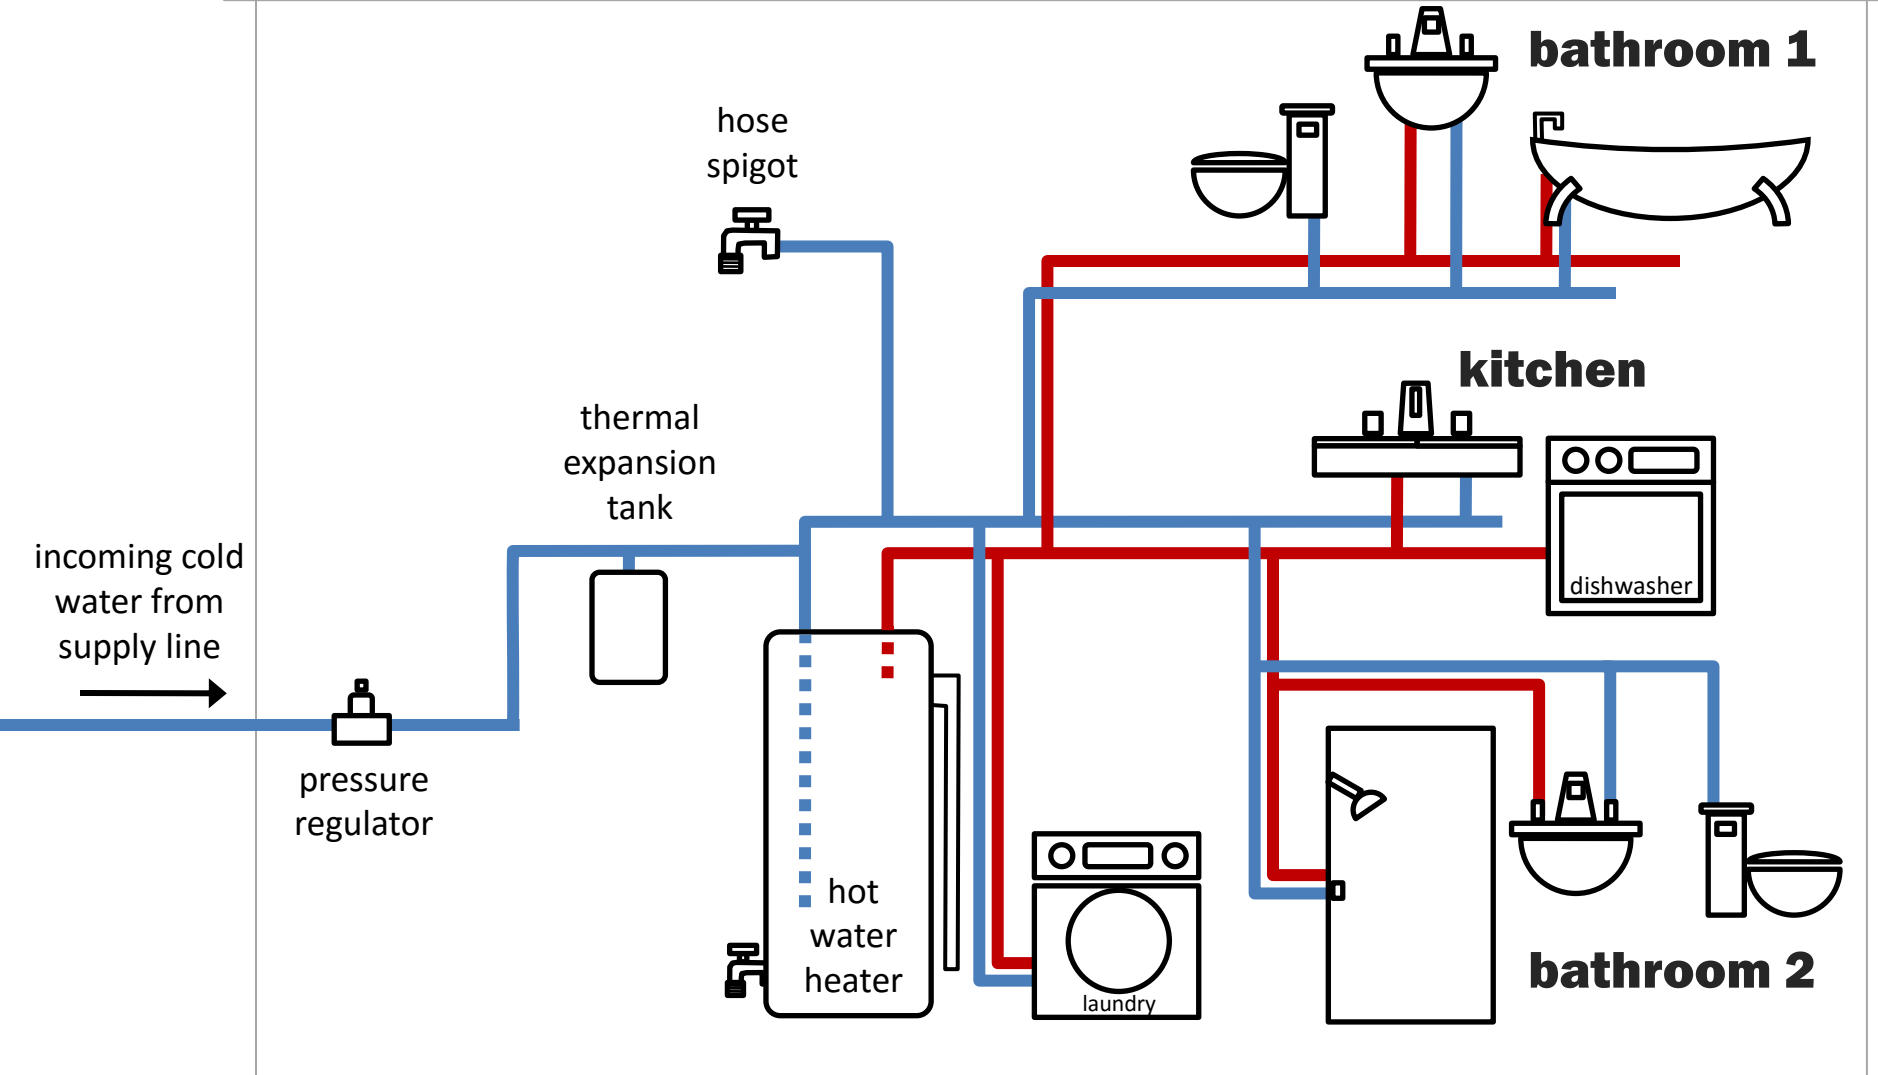 bathroom 1
hose
spigot
kitchen
thermal
expansion
tank
incoming cold
water from
supply line
dishwasher
pressure
regulator
hot
water
heater
laundry
bathroom 2